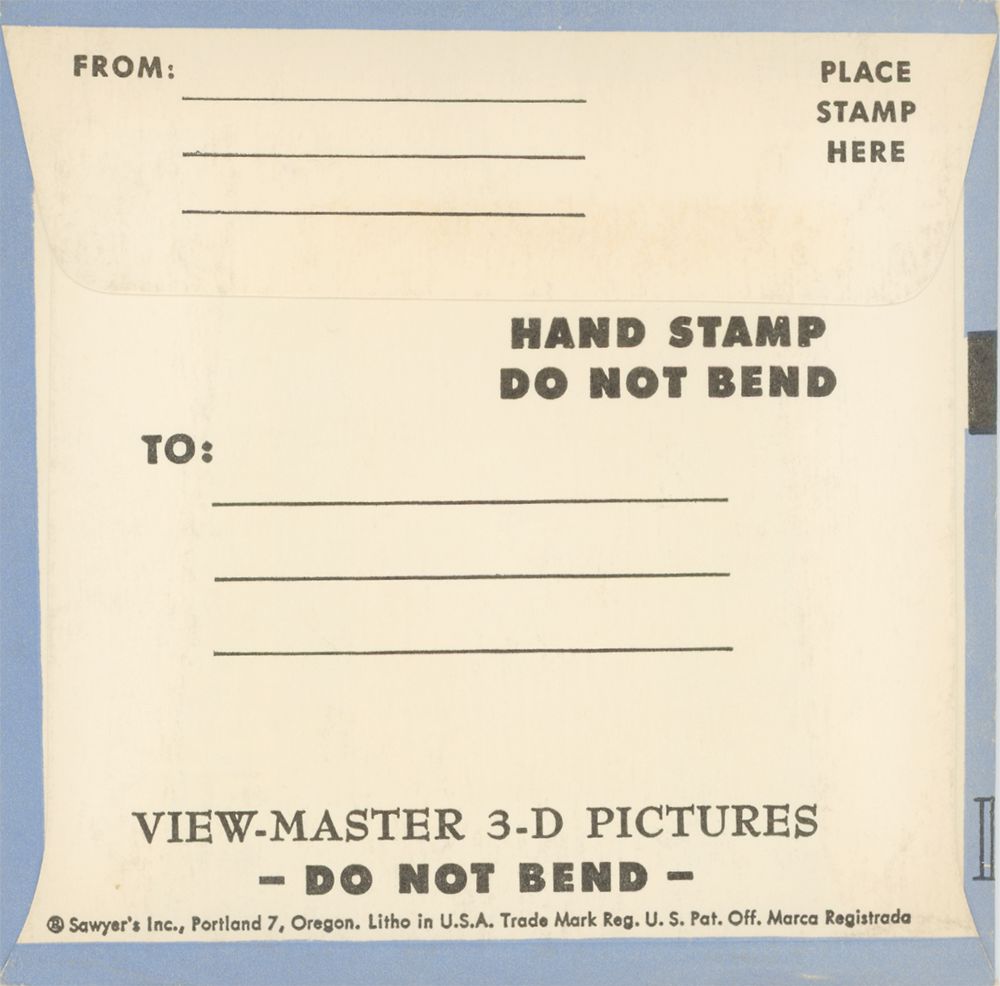 FROM:
PLACE
STAMP
HERE
HAND STAMP
DO NOT BEND
TO:
VIEW-MASTER 3-D PICTURES
– DO NOT BEND –
® Sawyer's Inc., Portland 7, Oregon. Litho in U.S.A. Trade Mark Reg. U. S. Pat. Off. Marca Registrada